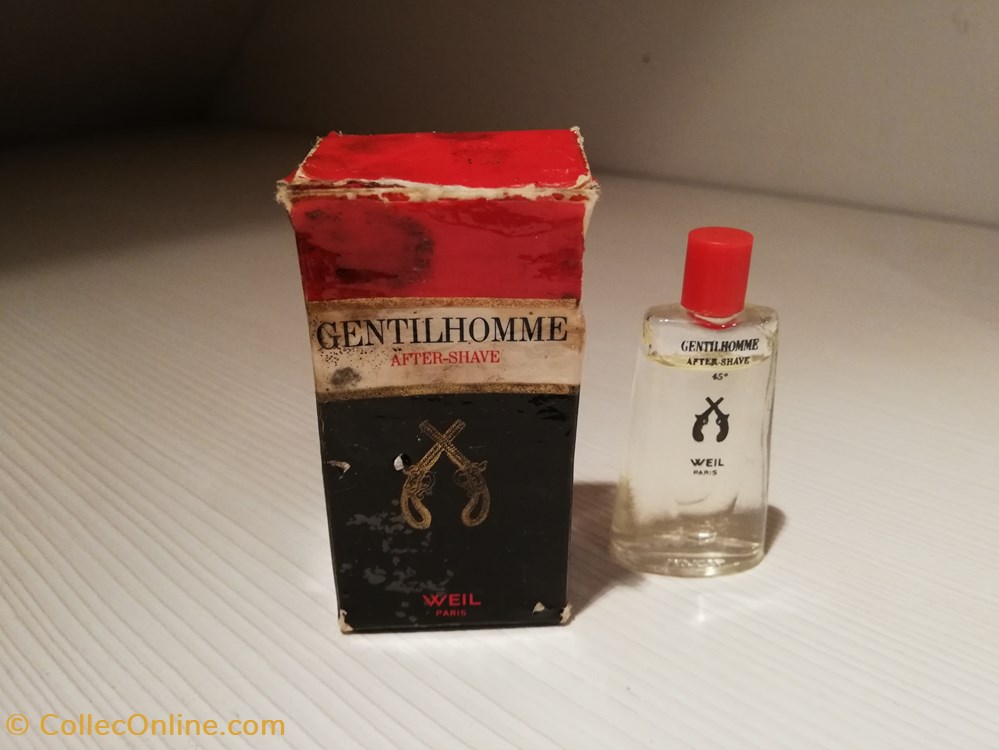 GENTILHOMME
AFTER-SHAVE
WEIL
PARIS
GENTILHOMME
AFTER-SHAVE
45°
WEIL
PARIS
© CollecOnline.com